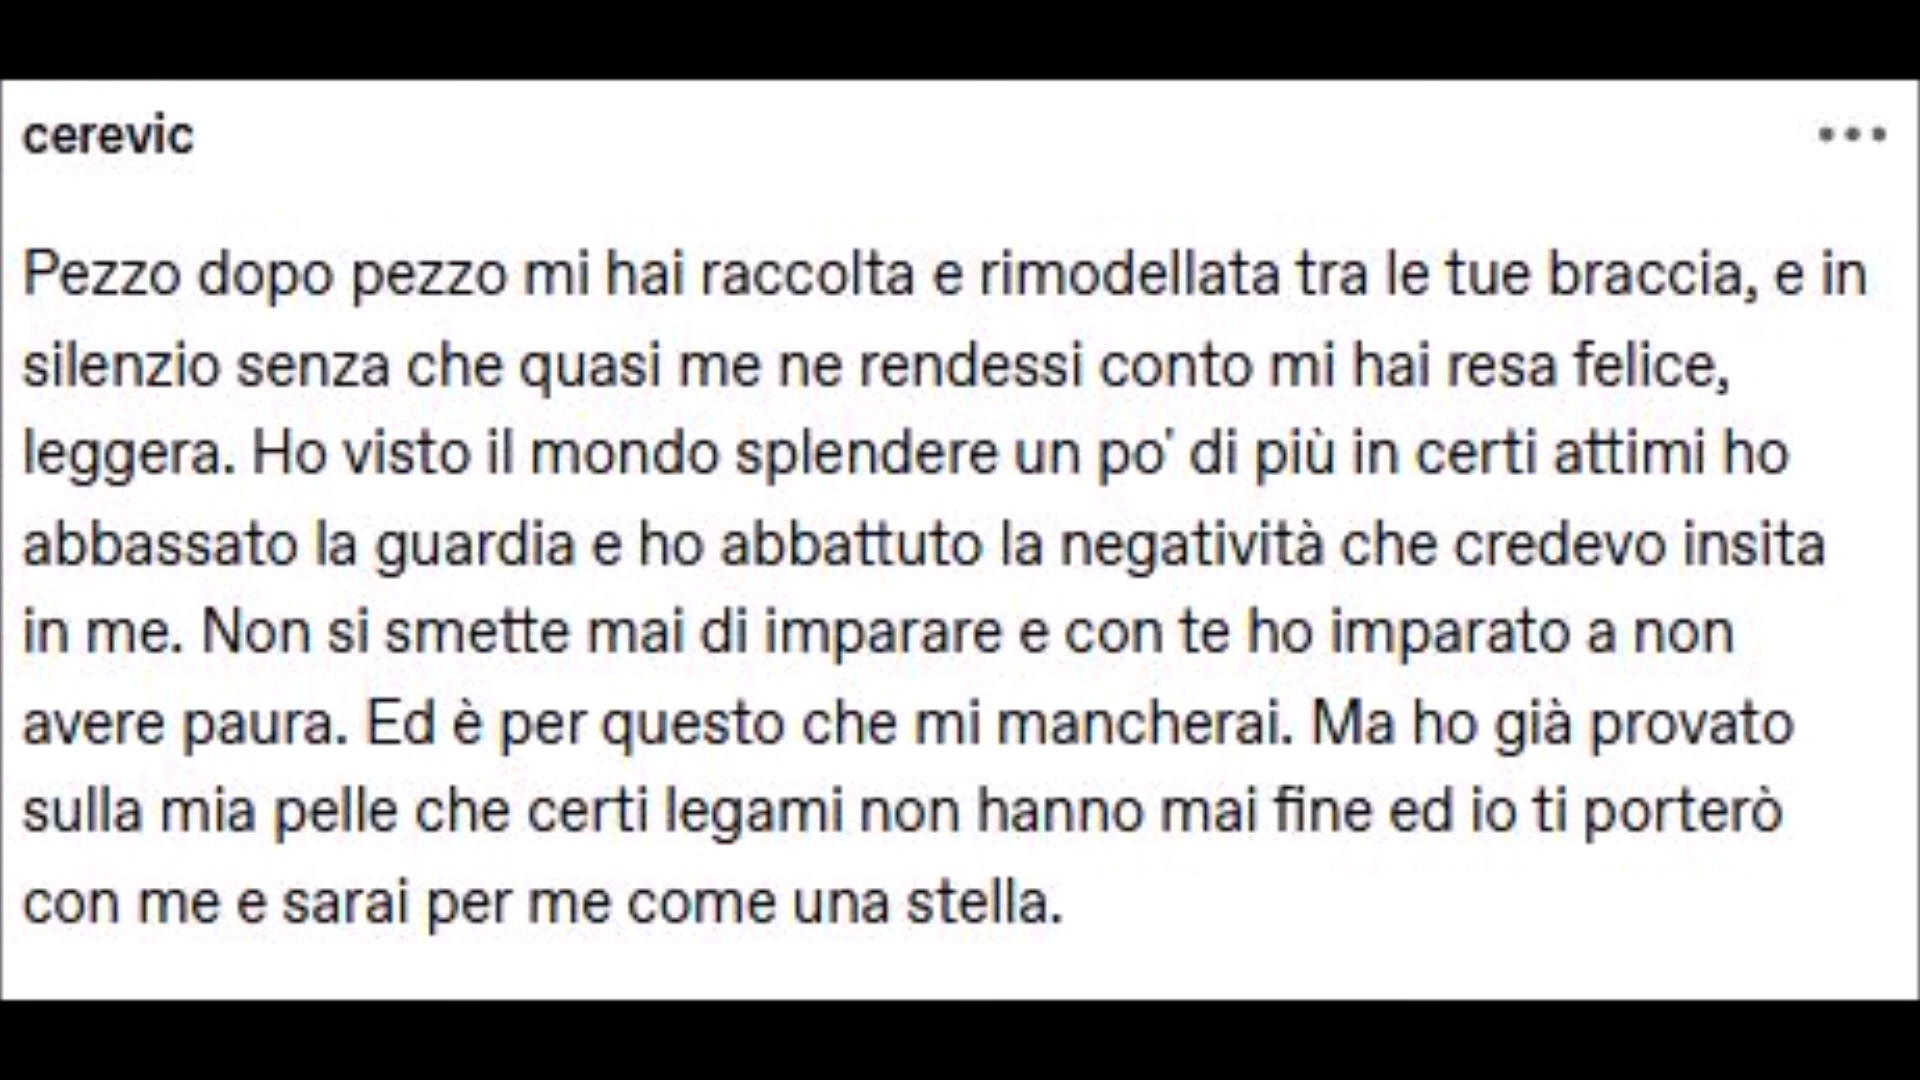 cerevic
Pezzo dopo pezzo mi hai raccolta e rimodellata tra le tue braccia, e in
silenzio senza che quasi me ne rendessi conto mi hai resa felice,
leggera. Ho visto il mondo splendere un po' di più in certi attimi ho
abbassato la guardia e ho abbattuto la negatività che credevo insita
in me. Non si smette mai di imparare e con te ho imparato a non
avere paura. Ed è per questo che mi mancherai. Ma ho già provato
sulla mia pelle che certi legami non hanno mai fine ed io ti porterò
con me e sarai per me come una stella.